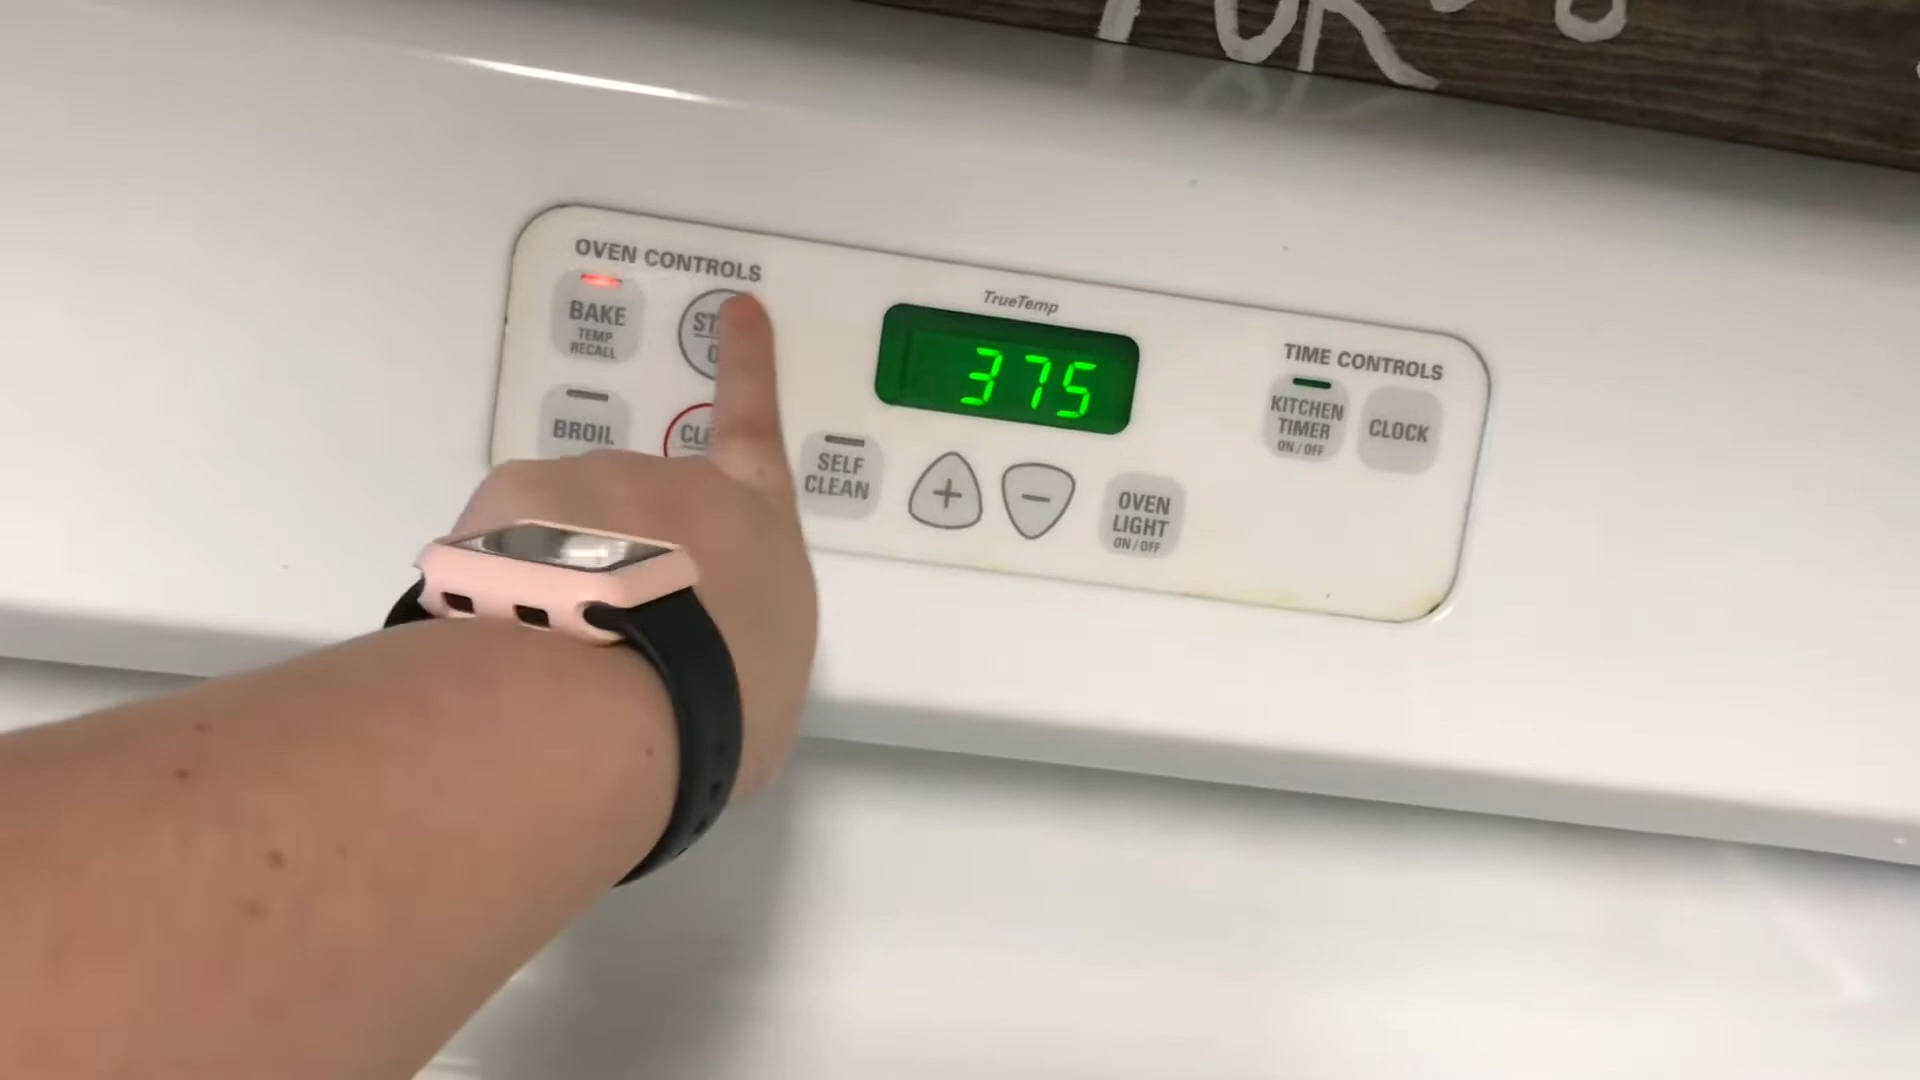 OVEN CONTROLS
BAKE
TEMP
RECALL
BROIL
TrueTemp
375
SELF
CLEAN
+
−
OVEN
LIGHT
ON/OFF
TIME CONTROLS
KITCHEN
TIMER
ON/OFF
CLOCK